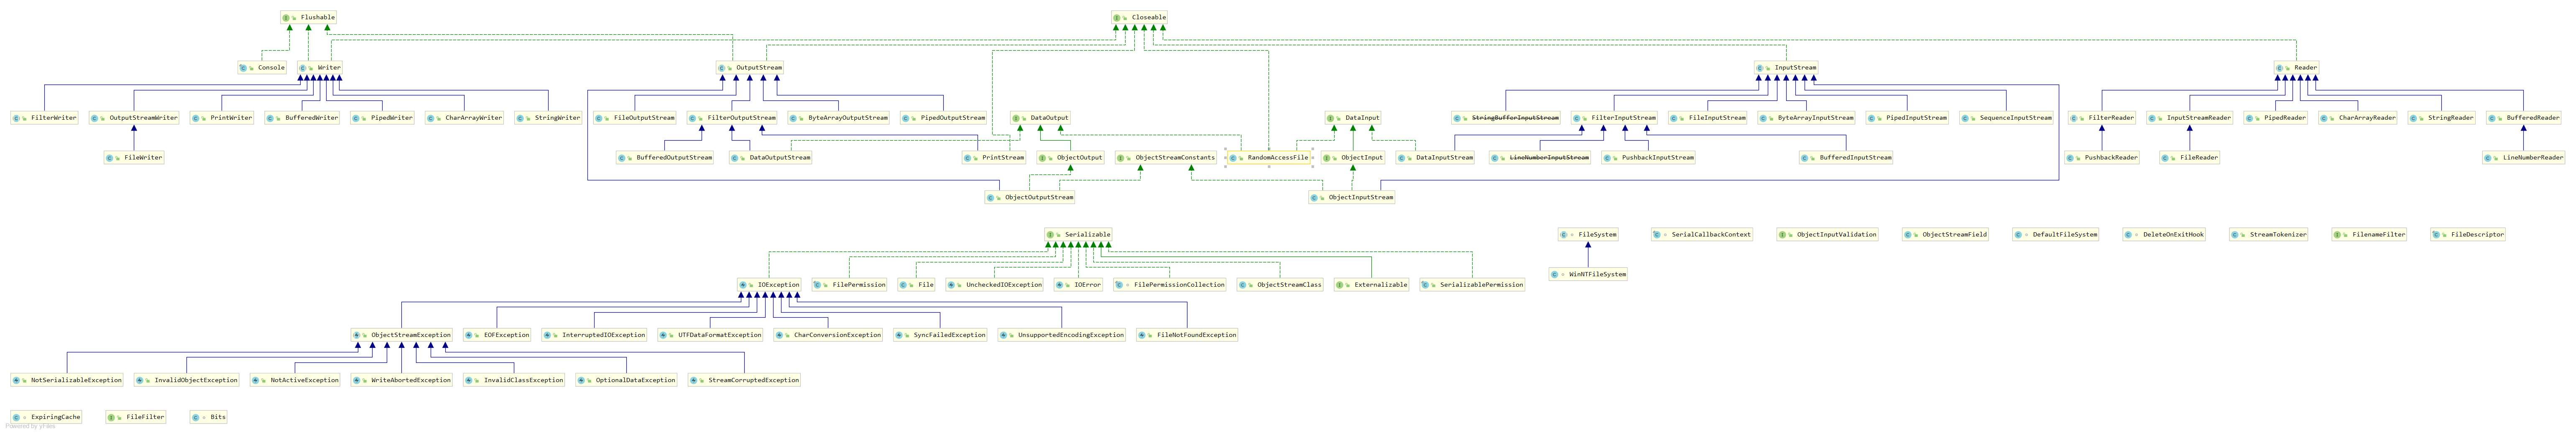 Flushable
Closeable
Console
Writer
OutputStream
InputStream
Reader
FilterWriter
OutputStreamWriter
PrintWriter
BufferedWriter
PipedWriter
CharArrayWriter
StringWriter
FileOutputStream
FilterOutputStream
ByteArrayOutputStream
PipedOutputStream
DataOutput
DataInput
StringBufferInputStream
FilterInputStream
FileInputStream
ByteArrayInputStream
PipedInputStream
SequenceInputStream
FilterReader
InputStreamReader
PipedReader
CharArrayReader
StringReader
BufferedReader
FileWriter
BufferedOutputStream
DataOutputStream
PrintStream
ObjectOutput
ObjectStreamConstants
RandomAccessFile
ObjectInput
DataInputStream
LineNumberInputStream
PushbackInputStream
BufferedInputStream
PushbackReader
FileReader
LineNumberReader
ObjectOutputStream
ObjectInputStream
Serializable
FileSystem
SerialCallbackContext
ObjectInputValidation
ObjectStreamField
DefaultFileSystem
DeleteOnExitHook
StreamTokenizer
FilenameFilter
FileDescriptor
WinNTFileSystem
IOException
FilePermission
File
UncheckedIOException
IOError
FilePermissionCollection
ObjectStreamClass
Externalizable
SerializablePermission
ObjectStreamException
EOFException
InterruptedIOException
UTFDataFormatException
CharConversionException
SyncFailedException
UnsupportedEncodingException
FileNotFoundException
NotSerializableException
InvalidObjectException
NotActiveException
WriteAbortedException
InvalidClassException
OptionalDataException
StreamCorruptedException
ExpiringCache
FileFilter
Bits
Powered by yFiles